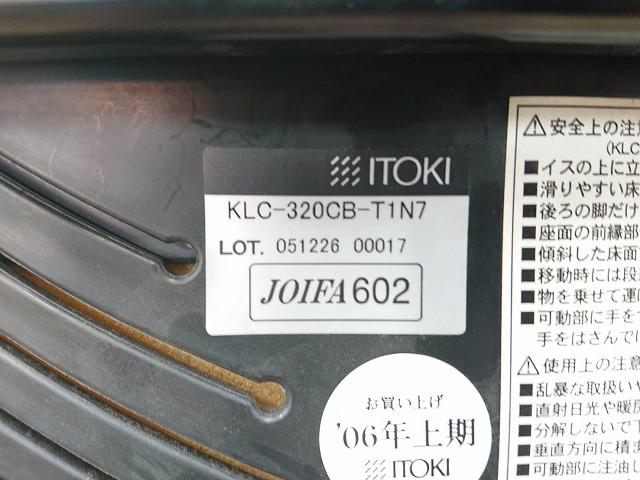 ITOKI
KLC-320CB-T1N7
LOT. 051226 00017
JOIFA 602
お買い上げ
'06年上期
ITOKI
⚠安全上の注意
(KLC
■イスの上に立
■滑りやすい床
■後ろの脚だけ
■座面の前縁部
■傾斜した床面
■移動時には段
■物を乗せて運
■可動部に手を
手をはさんで
⚠使用上の注意
■乱暴な取扱いや
■直射日光や暖房
■分解しないで
■垂直方向に積ま
■可動部に注油し